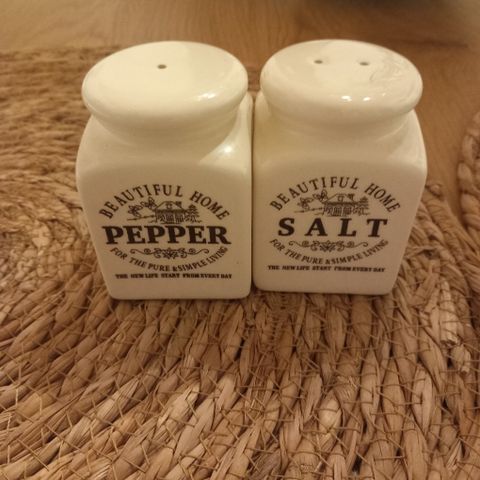 BEAUTIFUL HOME
PEPPER
FOR THE PURE & SIMPLE LIVING
THE NEW LIFE START FROM EVERY DAY
BEAUTIFUL HOME
SALT
FOR THE PURE & SIMPLE LIVING
THE NEW LIFE START FROM EVERY DAY